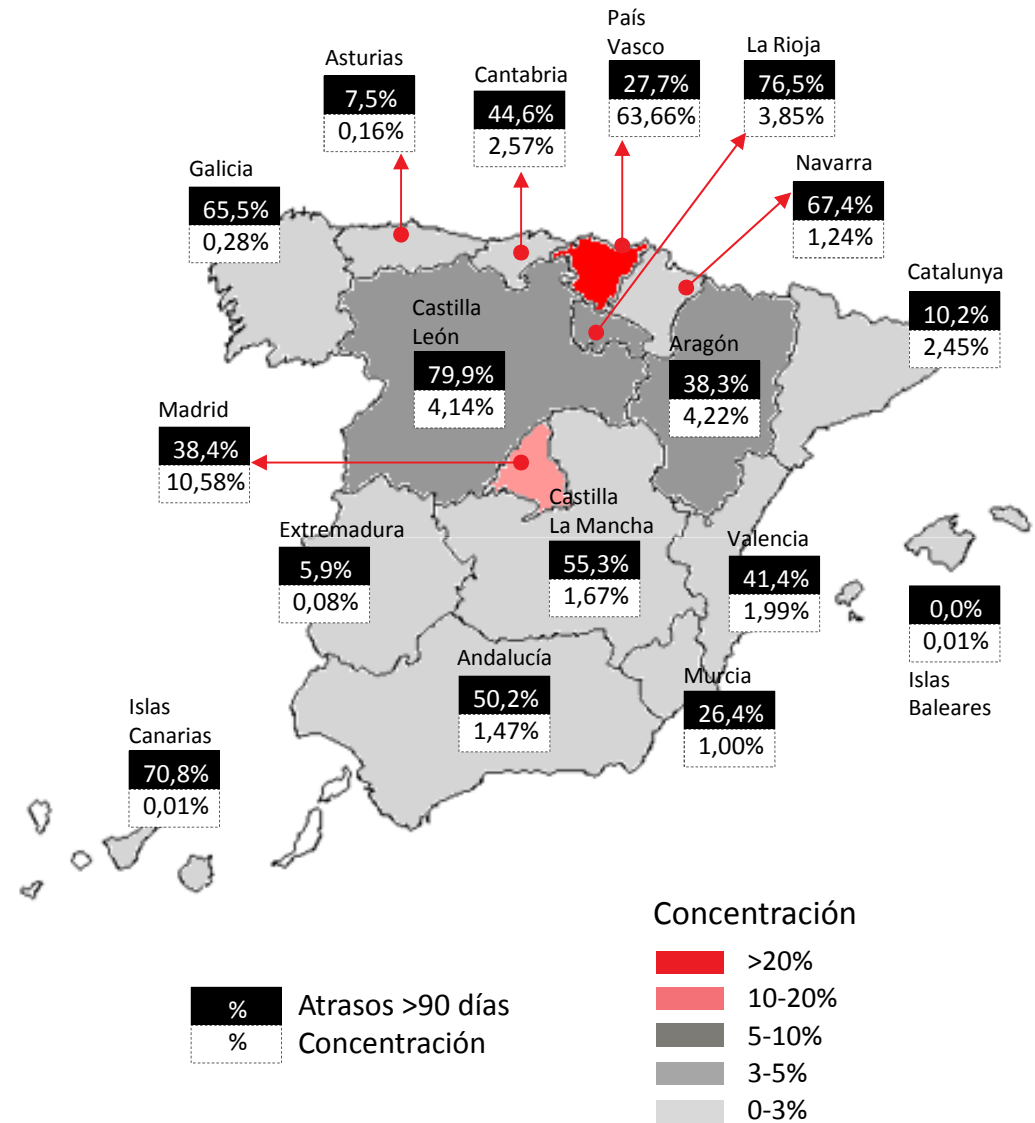 País
Vasco
27,7%
63,66%
La Rioja
76,5%
3,85%
Asturias
7,5%
0,16%
Cantabria
44,6%
2,57%
Galicia
65,5%
0,28%
Navarra
67,4%
1,24%
Catalunya
10,2%
2,45%
Castilla
León
79,9%
4,14%
Aragón
38,3%
4,22%
Madrid
38,4%
10,58%
Castilla
La Mancha
55,3%
1,67%
Extremadura
5,9%
0,08%
Valencia
41,4%
1,99%
0,0%
0,01%
Islas
Baleares
Andalucía
50,2%
1,47%
Murcia
26,4%
1,00%
Islas
Canarias
70,8%
0,01%
Concentración
>20%
10-20%
5-10%
3-5%
0-3%
% Atrasos >90 días
% Concentración